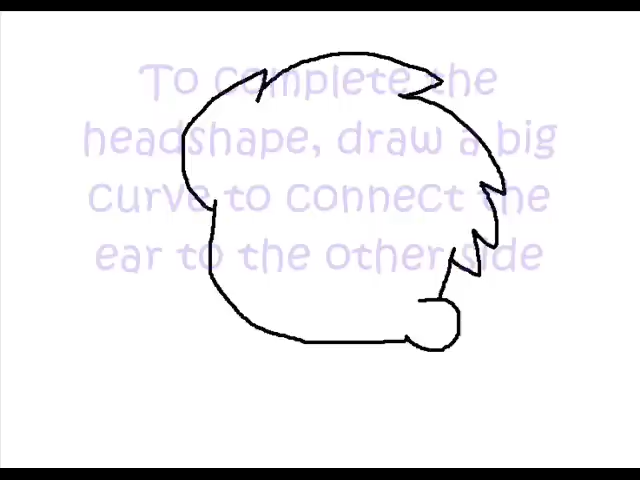 To complete the
headshape, draw a big
curve to connect the
ear to the other side